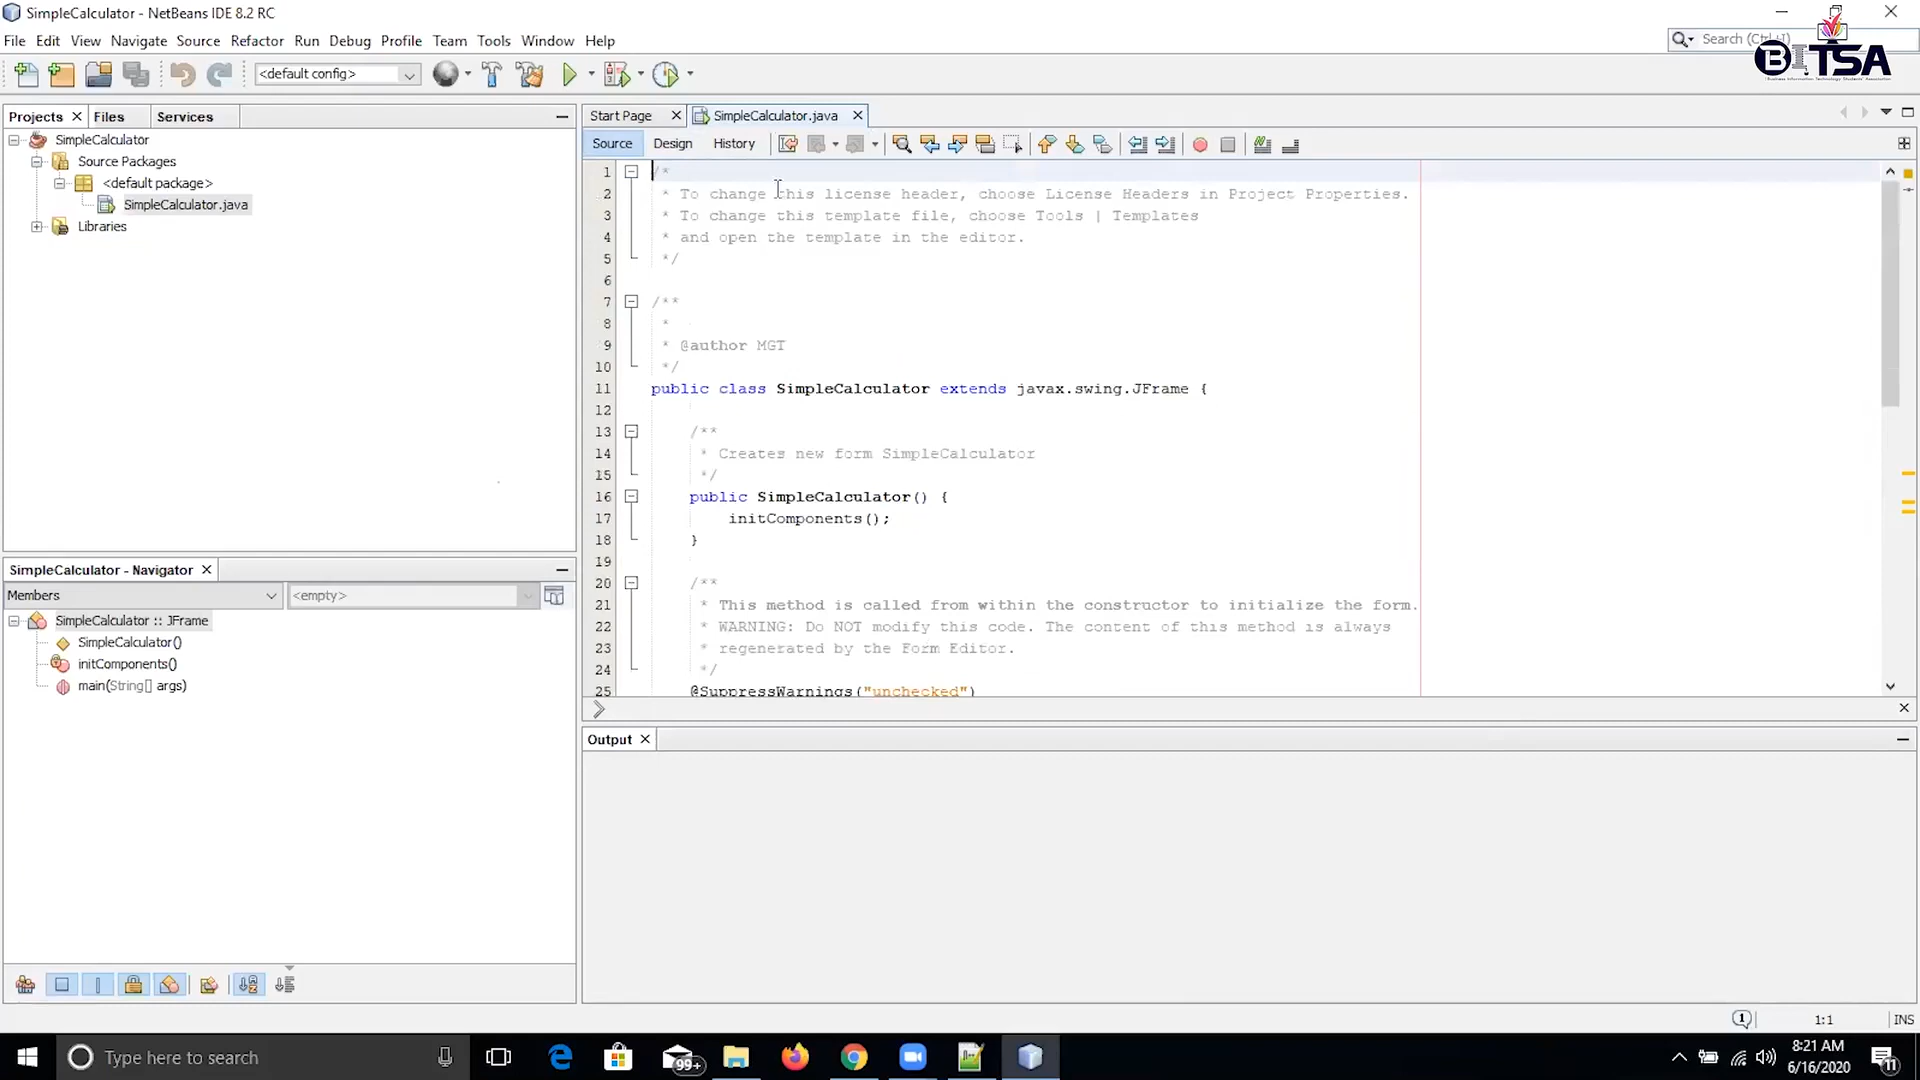 SimpleCalculator - NetBeans IDE 8.2 RC
File Edit View Navigate Source Refactor Run Debug Profile Team Tools Window Help
Search (Ctrl+I)
BITSA
<default config>
Projects Files Services
SimpleCalculator
Source Packages
<default package>
SimpleCalculator.java
Libraries
Start Page SimpleCalculator.java
Source Design History
1 /*
2 * To change this license header, choose License Headers in Project Properties.
3 * To change this template file, choose Tools | Templates
4 * and open the template in the editor.
5 */
6
7 /**
8 *
9 * @author MGT
10 */
11 public class SimpleCalculator extends javax.swing.JFrame {
12
13 /**
14 * Creates new form SimpleCalculator
15 */
16 public SimpleCalculator() {
17 initComponents();
18 }
19
20 /**
21 * This method is called from within the constructor to initialize the form.
22 * WARNING: Do NOT modify this code. The content of this method is always
23 * regenerated by the Form Editor.
24 */
25 @SuppressWarnings("unchecked")
SimpleCalculator - Navigator
Members <empty>
SimpleCalculator :: JFrame
SimpleCalculator()
initComponents()
main(String[] args)
Output
1 1:1 INS
Type here to search
99+
8:21 AM
6/16/2020
11